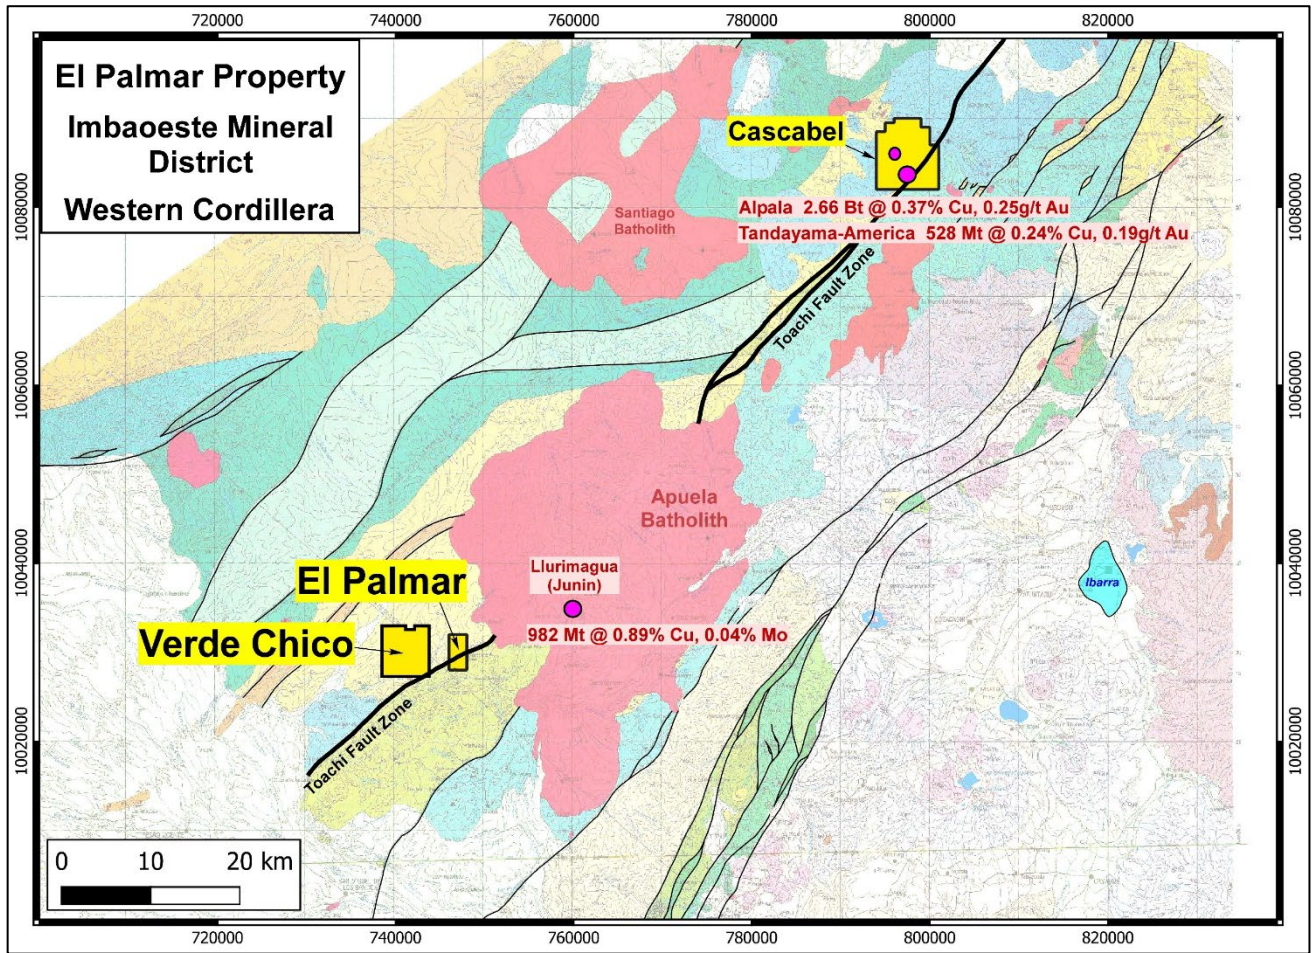 720000 740000 760000 780000 800000 820000
El Palmar Property
Imbaoeste Mineral
District
Western Cordillera
Cascabel
10080000
10080000
Santiago
Batholith
Alpala 2.66 Bt @ 0.37% Cu, 0.25g/t Au
Tandayama-America 528 Mt @ 0.24% Cu, 0.19g/t Au
Toachi Fault Zone
10060000
10060000
Apuela
Batholith
10040000
10040000
El Palmar
Llurimagua
(Junin)
Ibarra
Verde Chico
982 Mt @ 0.89% Cu, 0.04% Mo
10020000
10020000
Toachi Fault Zone
0 10 20 km
720000 740000 760000 780000 800000 820000